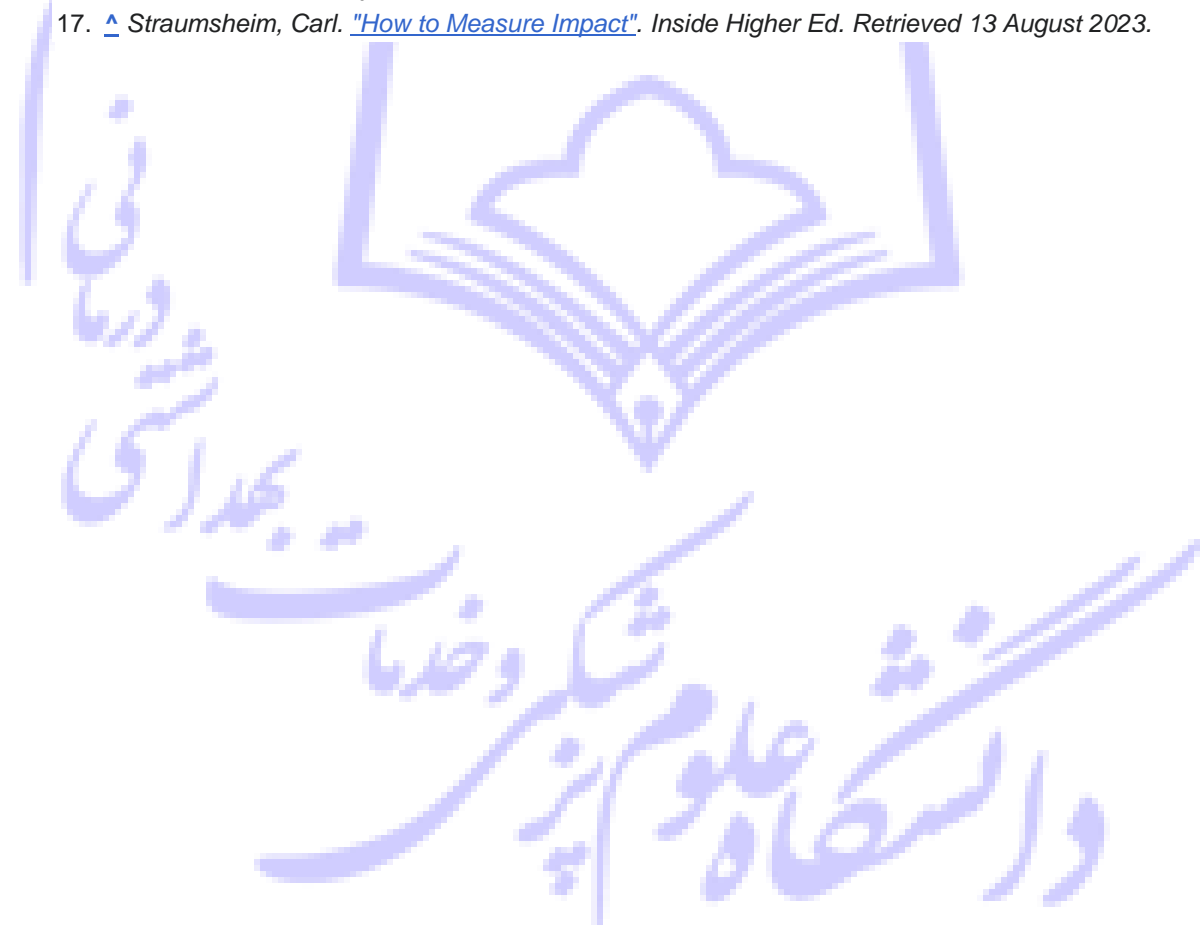 17. ^ Straumsheim, Carl. "How to Measure Impact". Inside Higher Ed. Retrieved 13 August 2023.
دانشگاه علوم پزشکی
وخدمات بهداشتی درمانی